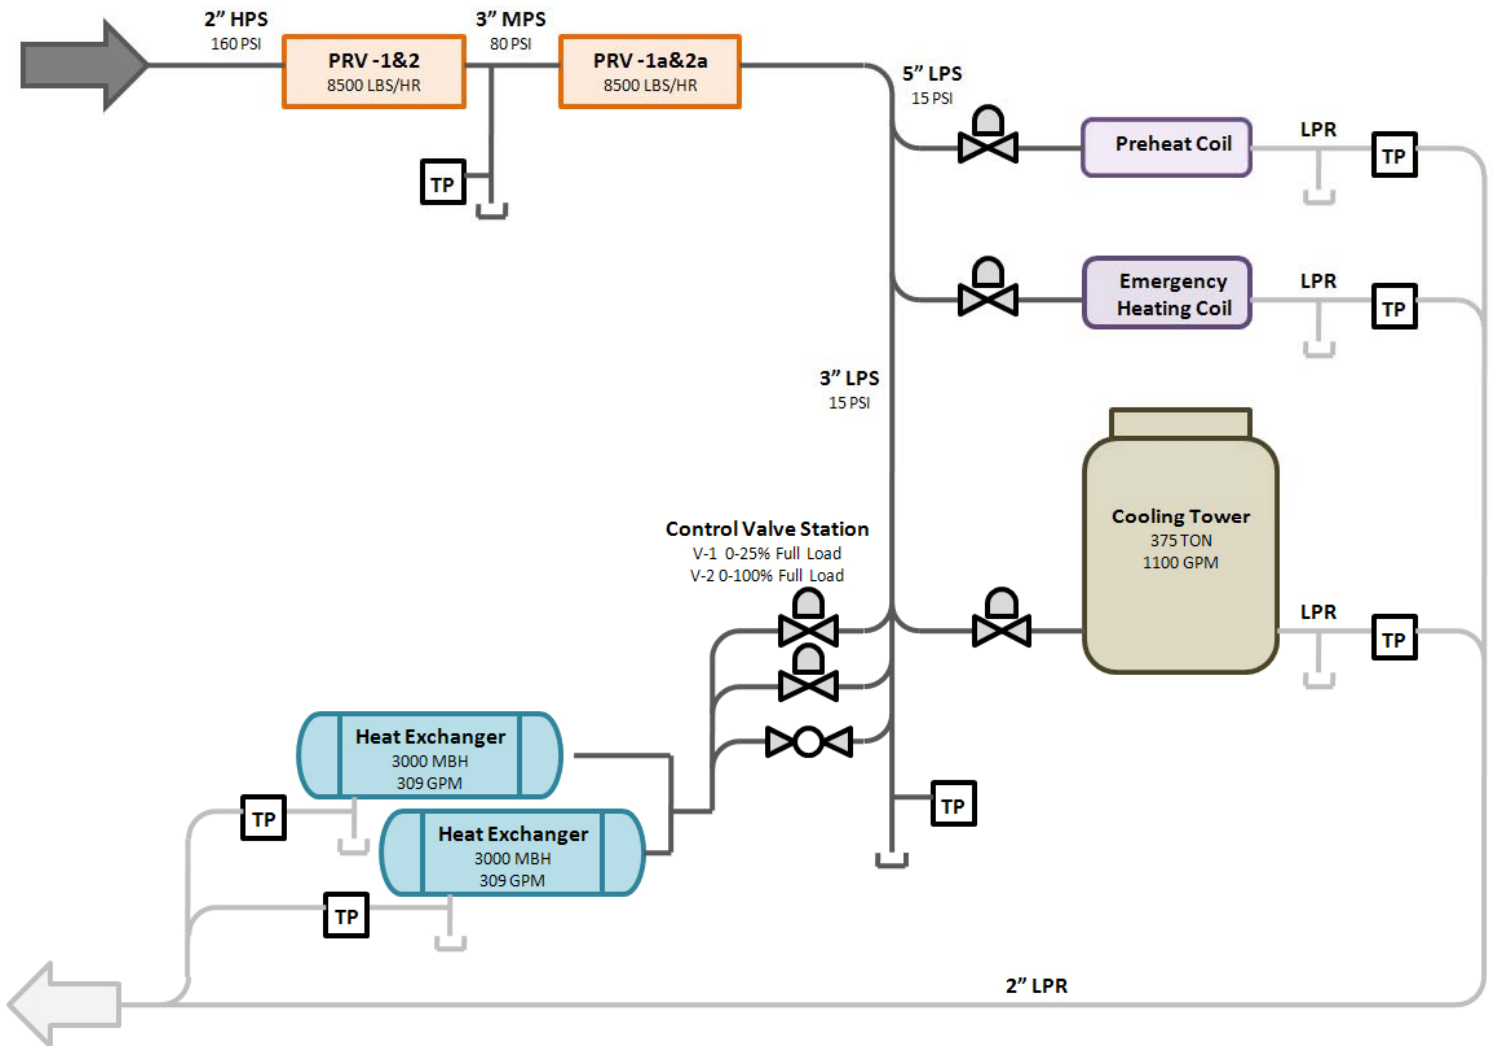 2” HPS
160 PSI
3” MPS
80 PSI
PRV -1&2
8500 LBS/HR
PRV -1a&2a
8500 LBS/HR
5” LPS
15 PSI
Preheat Coil
LPR
TP
TP
Emergency
Heating Coil
LPR
TP
3” LPS
15 PSI
Cooling Tower
375 TON
1100 GPM
Control Valve Station
V-1 0-25% Full Load
V-2 0-100% Full Load
LPR
TP
Heat Exchanger
3000 MBH
309 GPM
TP
TP
Heat Exchanger
3000 MBH
309 GPM
TP
2” LPR